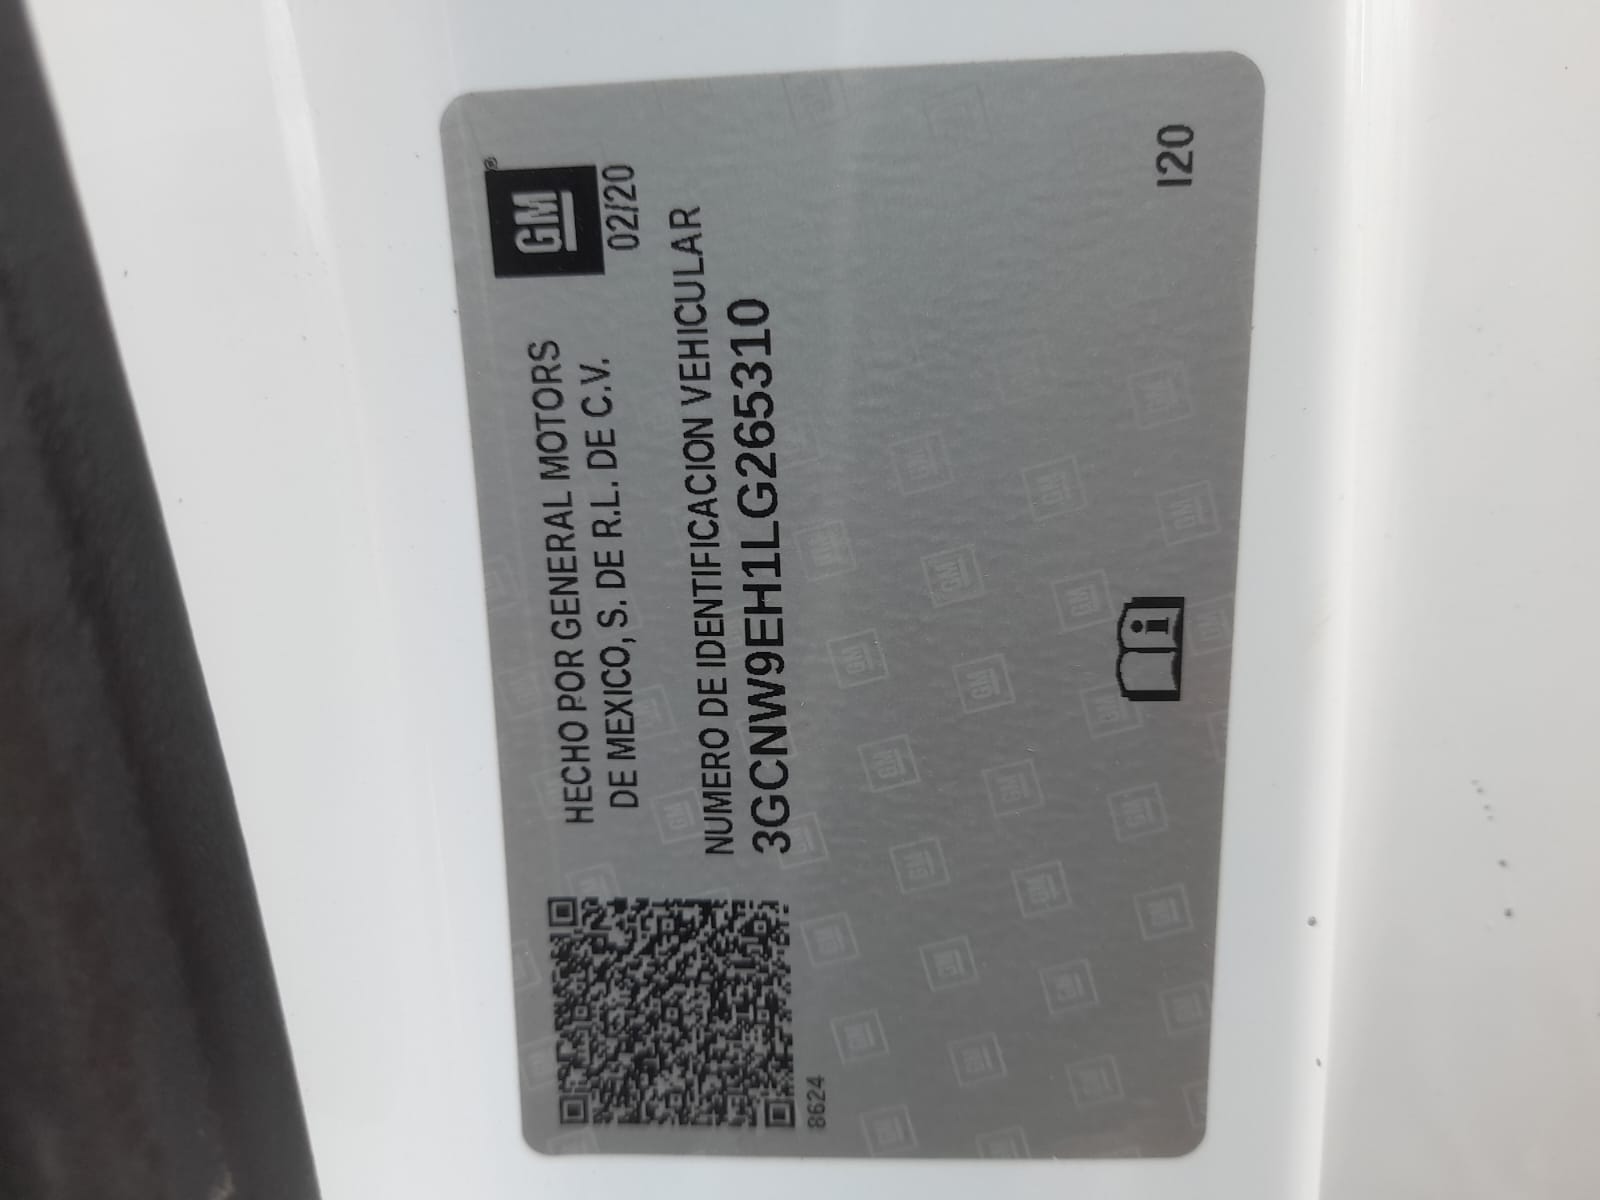 HECHO POR GENERAL MOTORS
DE MEXICO, S. DE R.L. DE C.V.
GM
®
02/20
NUMERO DE IDENTIFICACION VEHICULAR
3GCNW9EH1LG265310
8624
i
I20